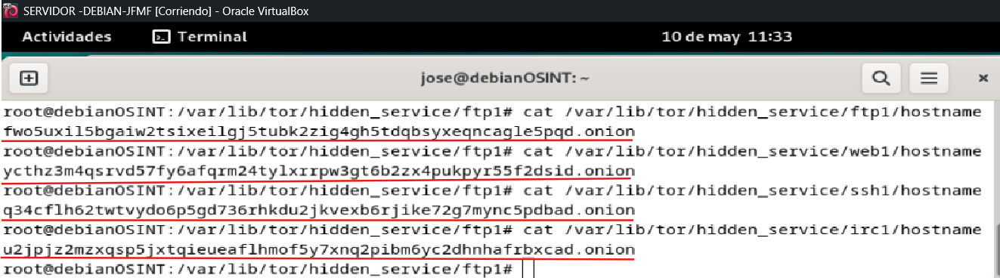 SERVIDOR -DEBIAN-JFMF [Corriendo] - Oracle VirtualBox
Actividades Terminal 10 de may 11:33
jose@debianOSINT: ~
root@debianOSINT:/var/lib/tor/hidden_service/ftp1# cat /var/lib/tor/hidden_service/ftp1/hostname
fwo5uxil5bgaiw2tsixeilgj5tubk2zig4gh5tdqbsyxeqncagle5pqd.onion
root@debianOSINT:/var/lib/tor/hidden_service/ftp1# cat /var/lib/tor/hidden_service/web1/hostname
ycthz3m4qsrvd57fy6afqrm24tylxrrpw3gt6b2zx4pukpyr55f2dsid.onion
root@debianOSINT:/var/lib/tor/hidden_service/ftp1# cat /var/lib/tor/hidden_service/ssh1/hostname
q34cflh62twtvydo6p5gd736rhkdu2jkvexb6rjike72g7mync5pdbad.onion
root@debianOSINT:/var/lib/tor/hidden_service/ftp1# cat /var/lib/tor/hidden_service/irc1/hostname
u2jpjz2mzxqsp5jxtqieueaflhmof5y7xnq2pibm6yc2dhnhafrbxcad.onion
root@debianOSINT:/var/lib/tor/hidden_service/ftp1#